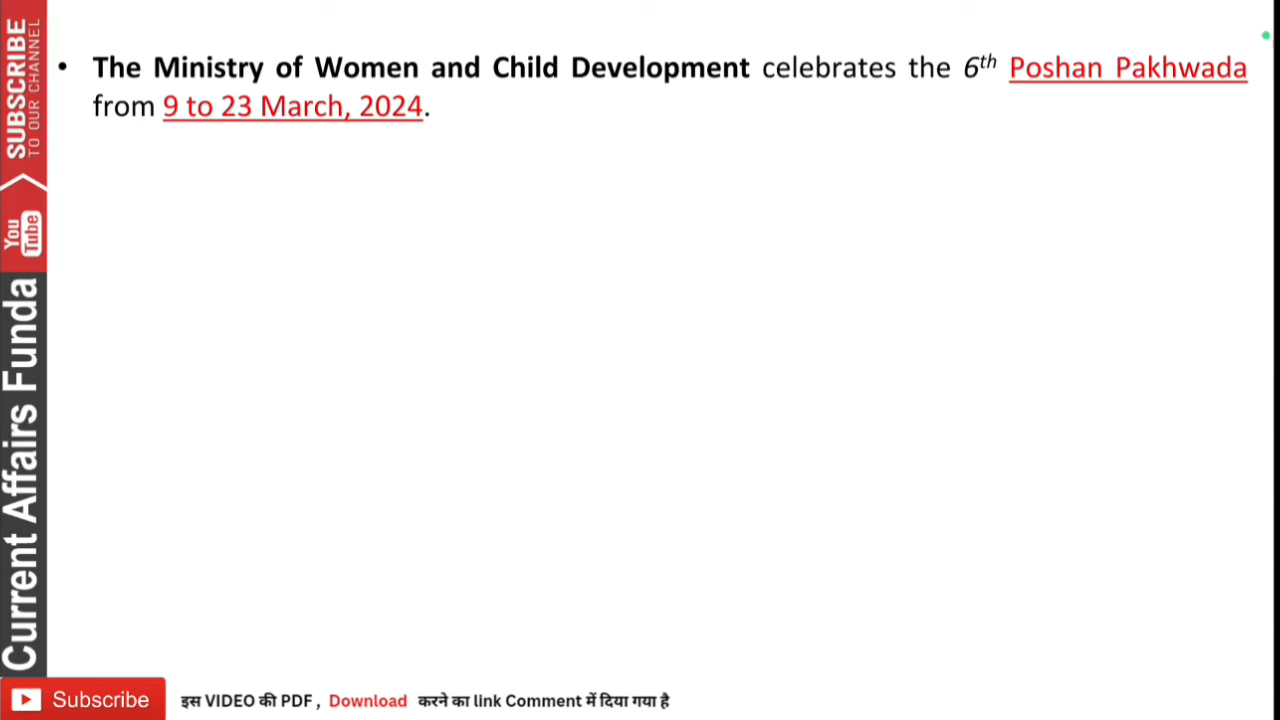 • The Ministry of Women and Child Development celebrates the 6th Poshan Pakhwada
from 9 to 23 March, 2024.
SUBSCRIBE
TO OUR CHANNEL
You Tube
Current Affairs Funda
Subscribe
इस VIDEO की PDF , Download करने का link Comment में दिया गया है